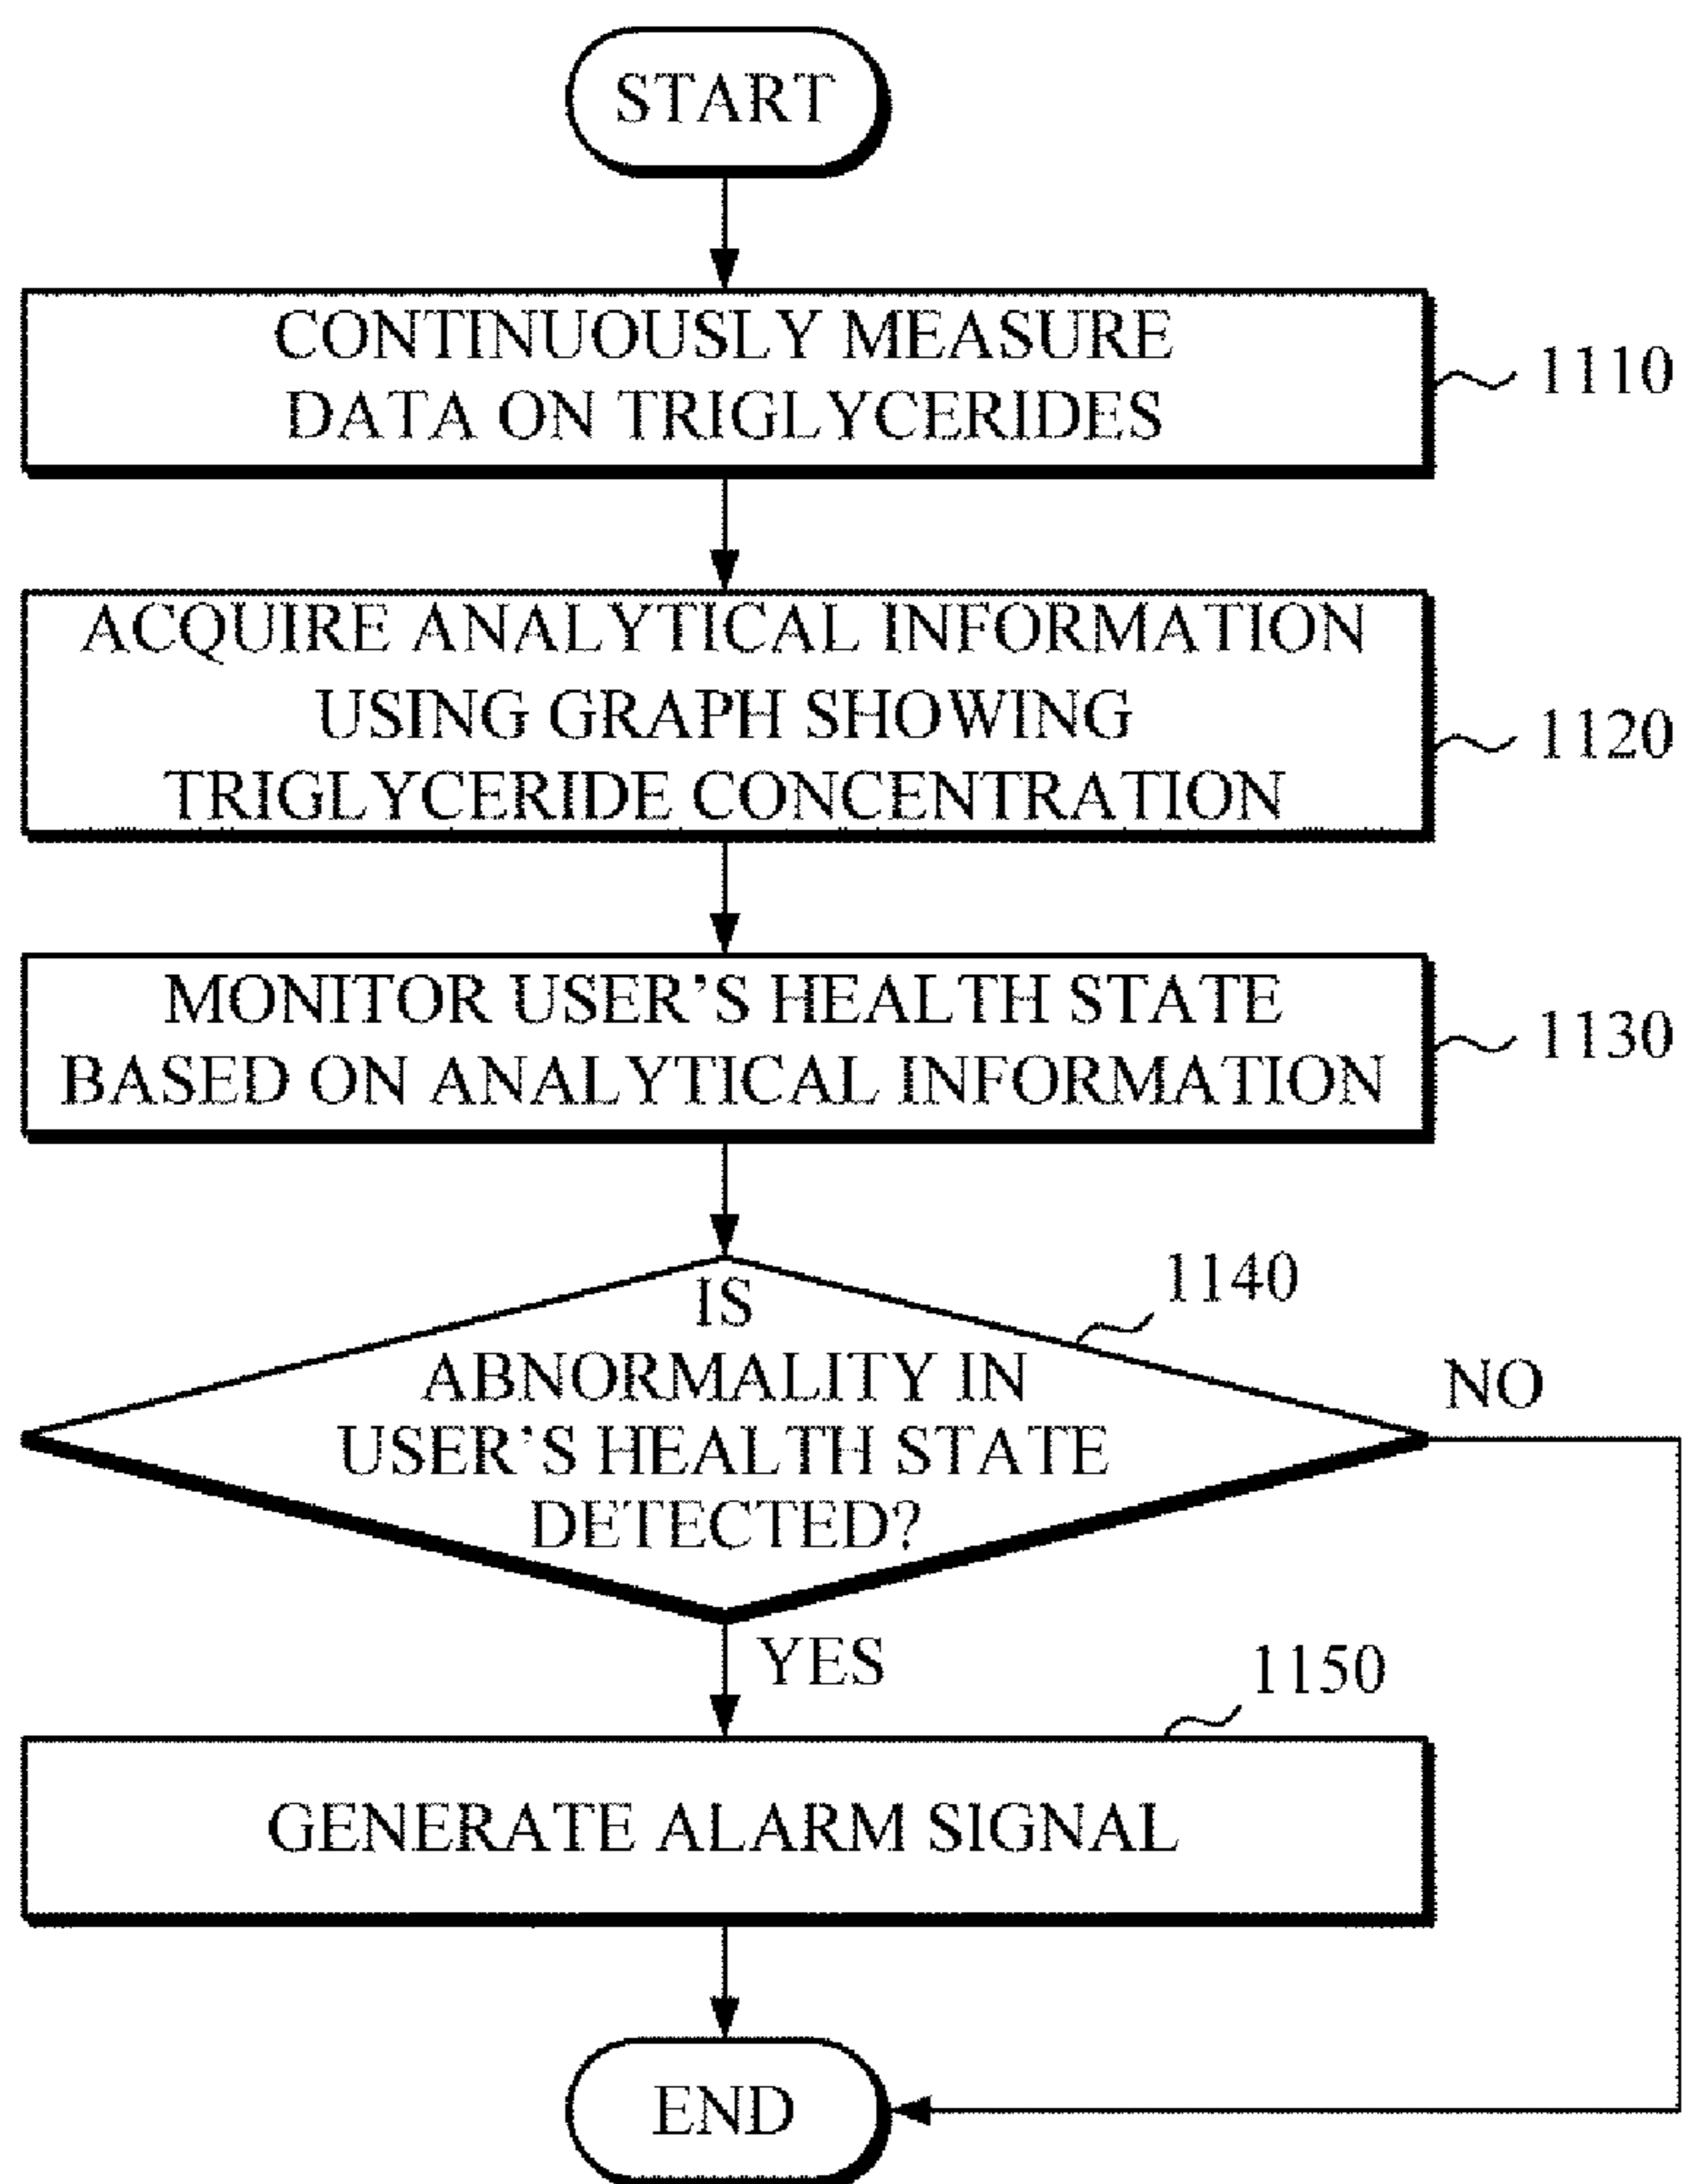 START
CONTINUOUSLY MEASURE
DATA ON TRIGLYCERIDES
1110
ACQUIRE ANALYTICAL INFORMATION
USING GRAPH SHOWING
TRIGLYCERIDE CONCENTRATION
1120
MONITOR USER’S HEALTH STATE
BASED ON ANALYTICAL INFORMATION
1130
IS
ABNORMALITY IN
USER’S HEALTH STATE
DETECTED?
1140
NO
YES
1150
GENERATE ALARM SIGNAL
END